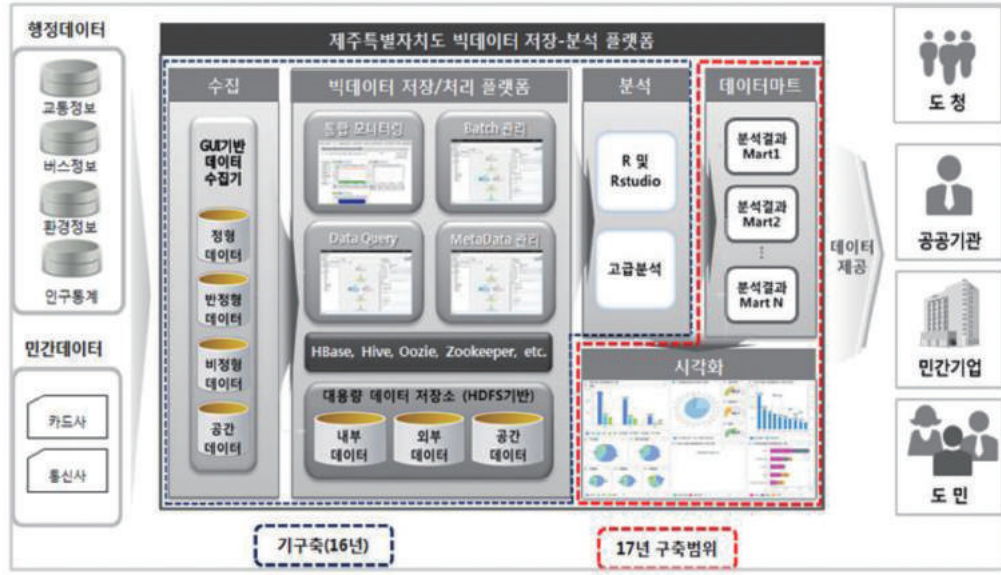 행정데이터
교통정보
버스정보
환경정보
인구통계
민간데이터
카드사
통신사
제주특별자치도 빅데이터 저장-분석 플랫폼
수집
GUI기반
데이터
수집기
정형
데이터
반정형
데이터
비정형
데이터
공간
데이터
빅데이터 저장/처리 플랫폼
통합 모니터링
Batch 관리
Data Query
MetaData 관리
HBase, Hive, Oozie, Zookeeper, etc.
대용량 데이터 저장소 (HDFS기반)
내부
데이터
외부
데이터
공간
데이터
분석
R 및
Rstudio
고급분석
데이터마트
분석결과
Mart1
분석결과
Mart2
⋮
분석결과
Mart N
시각화
데이터
제공
도 청
공공기관
민간기업
도 민
기구축(16년)
17년 구축범위